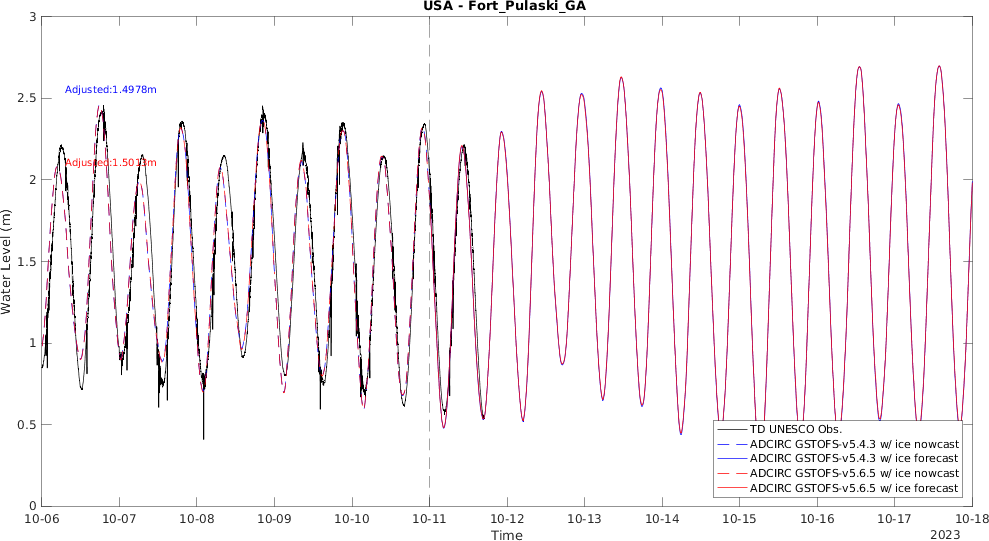 USA - Fort_Pulaski_GA
3
2.5
2
1.5
1
0.5
0
Water Level (m)
Adjusted:1.4978m
Adjusted:1.5013m
TD UNESCO Obs.
ADCIRC GSTOFS-v5.4.3 w/ ice nowcast
ADCIRC GSTOFS-v5.4.3 w/ ice forecast
ADCIRC GSTOFS-v5.6.5 w/ ice nowcast
ADCIRC GSTOFS-v5.6.5 w/ ice forecast
10-06 10-07 10-08 10-09 10-10 10-11 10-12 10-13 10-14 10-15 10-16 10-17 10-18
Time
2023